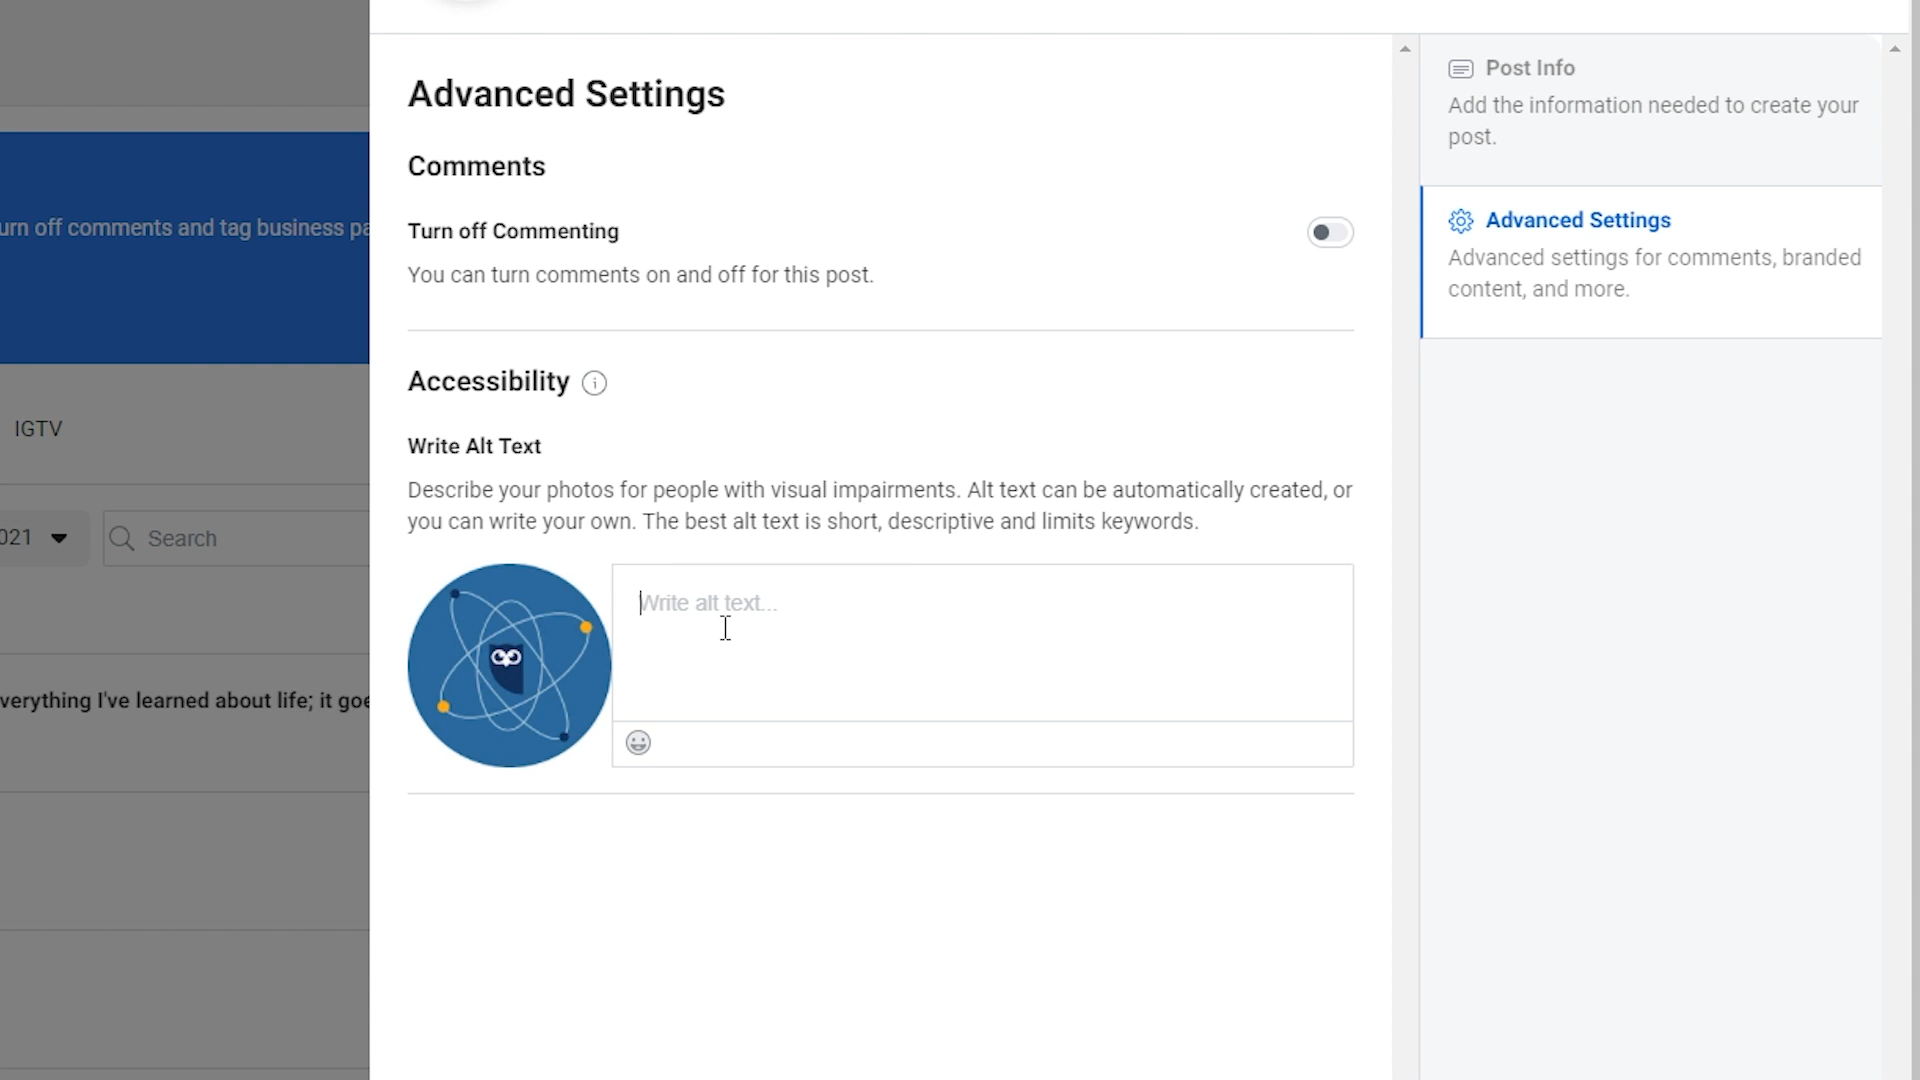 Advanced Settings
Comments
Turn off Commenting
You can turn comments on and off for this post.
Accessibility
Write Alt Text
Describe your photos for people with visual impairments. Alt text can be automatically created, or
you can write your own. The best alt text is short, descriptive and limits keywords.
Write alt text...
Post Info
Add the information needed to create your
post.
Advanced Settings
Advanced settings for comments, branded
content, and more.
urn off comments and tag business pa
IGTV
021
Search
verything I've learned about life; it goe